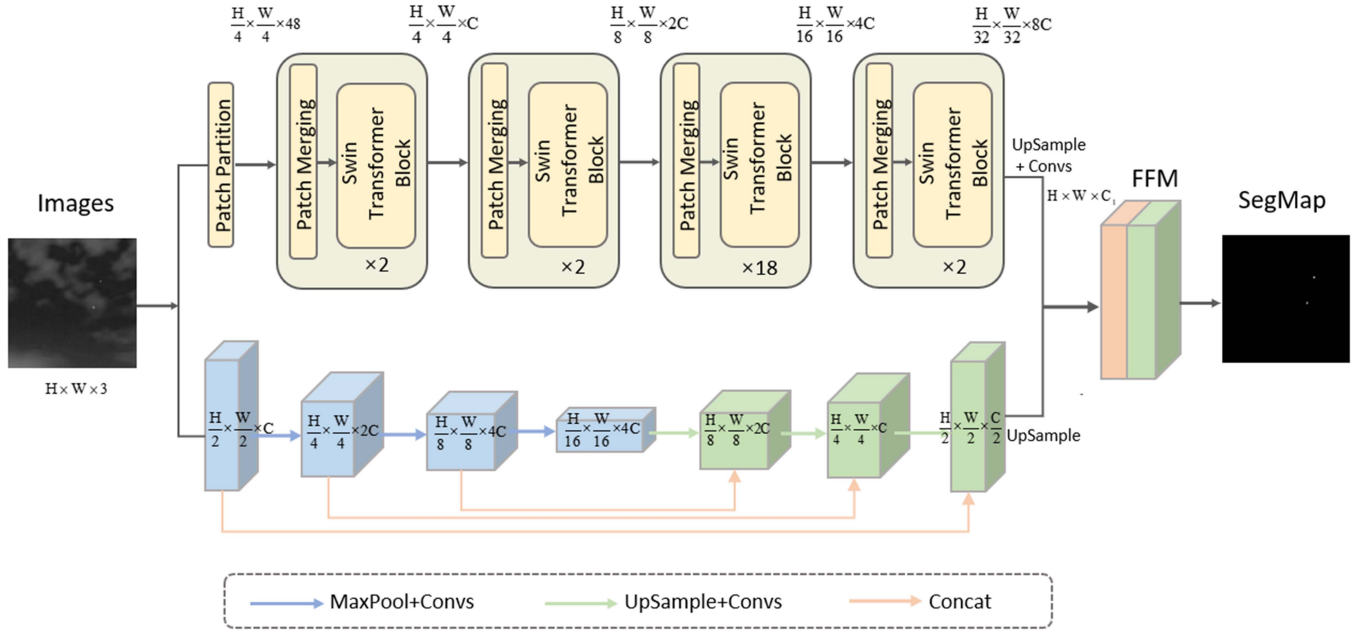 H/4×W/4×48
H/4×W/4×C
H/8×W/8×2C
H/16×W/16×4C
H/32×W/32×8C
Patch Partition
Patch Merging
Swin
Transformer
Block
×2
Patch Merging
Swin
Transformer
Block
×2
Patch Merging
Swin
Transformer
Block
×18
Patch Merging
Swin
Transformer
Block
×2
UpSample
+ Convs
H×W×C₁
FFM
SegMap
Images
H×W×3
H/2×W/2×C
H/4×W/4×2C
H/8×W/8×4C
H/16×W/16×4C
H/8×W/8×2C
H/4×W/4×C
H/2×W/2×C/2
UpSample
MaxPool+Convs
UpSample+Convs
Concat